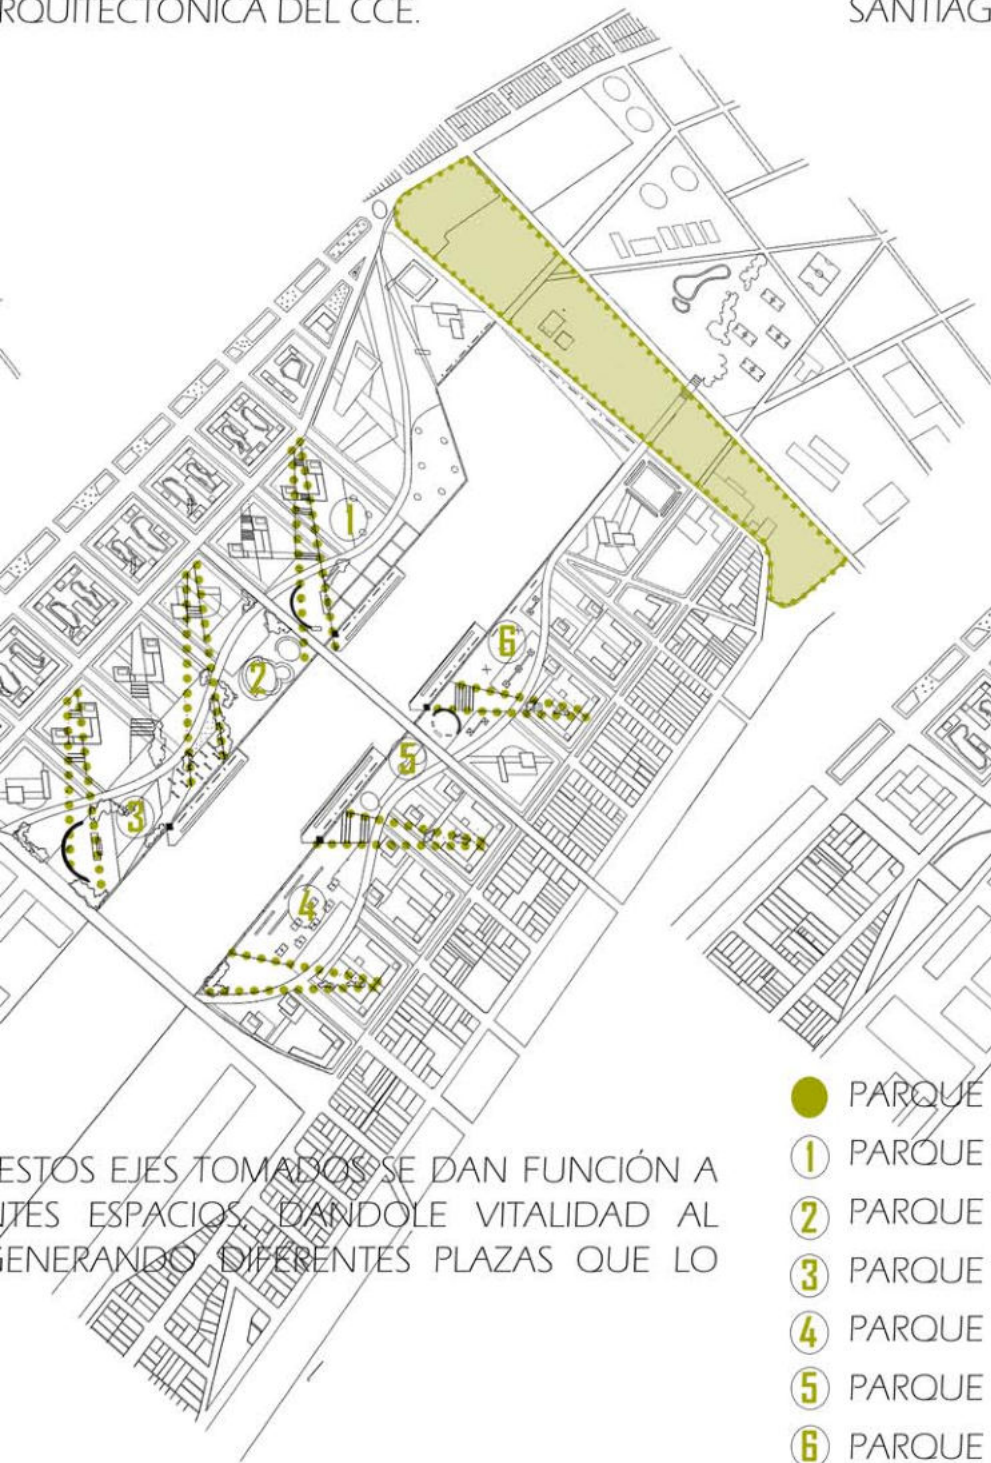 RQUITECTÓNICA DEL CCE.
SANTIAG
1
2
3
4
5
6
ESTOS EJES TOMADOS SE DAN FUNCIÓN A
NTES ESPACIOS, DANDOLE VITALIDAD AL
GENERANDO DIFERENTES PLAZAS QUE LO
PARQUE
1 PARQUE
2 PARQUE
3 PARQUE
4 PARQUE
5 PARQUE
6 PARQUE